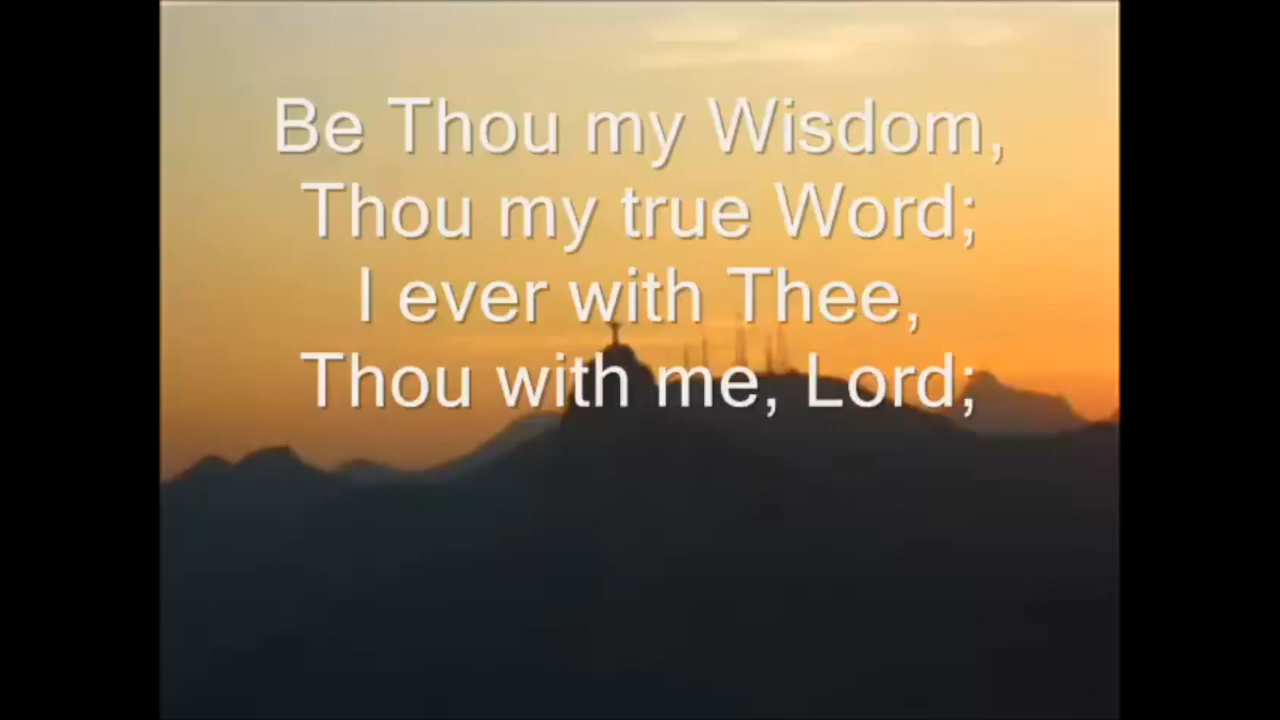 Be Thou my Wisdom,
Thou my true Word;
I ever with Thee,
Thou with me, Lord;